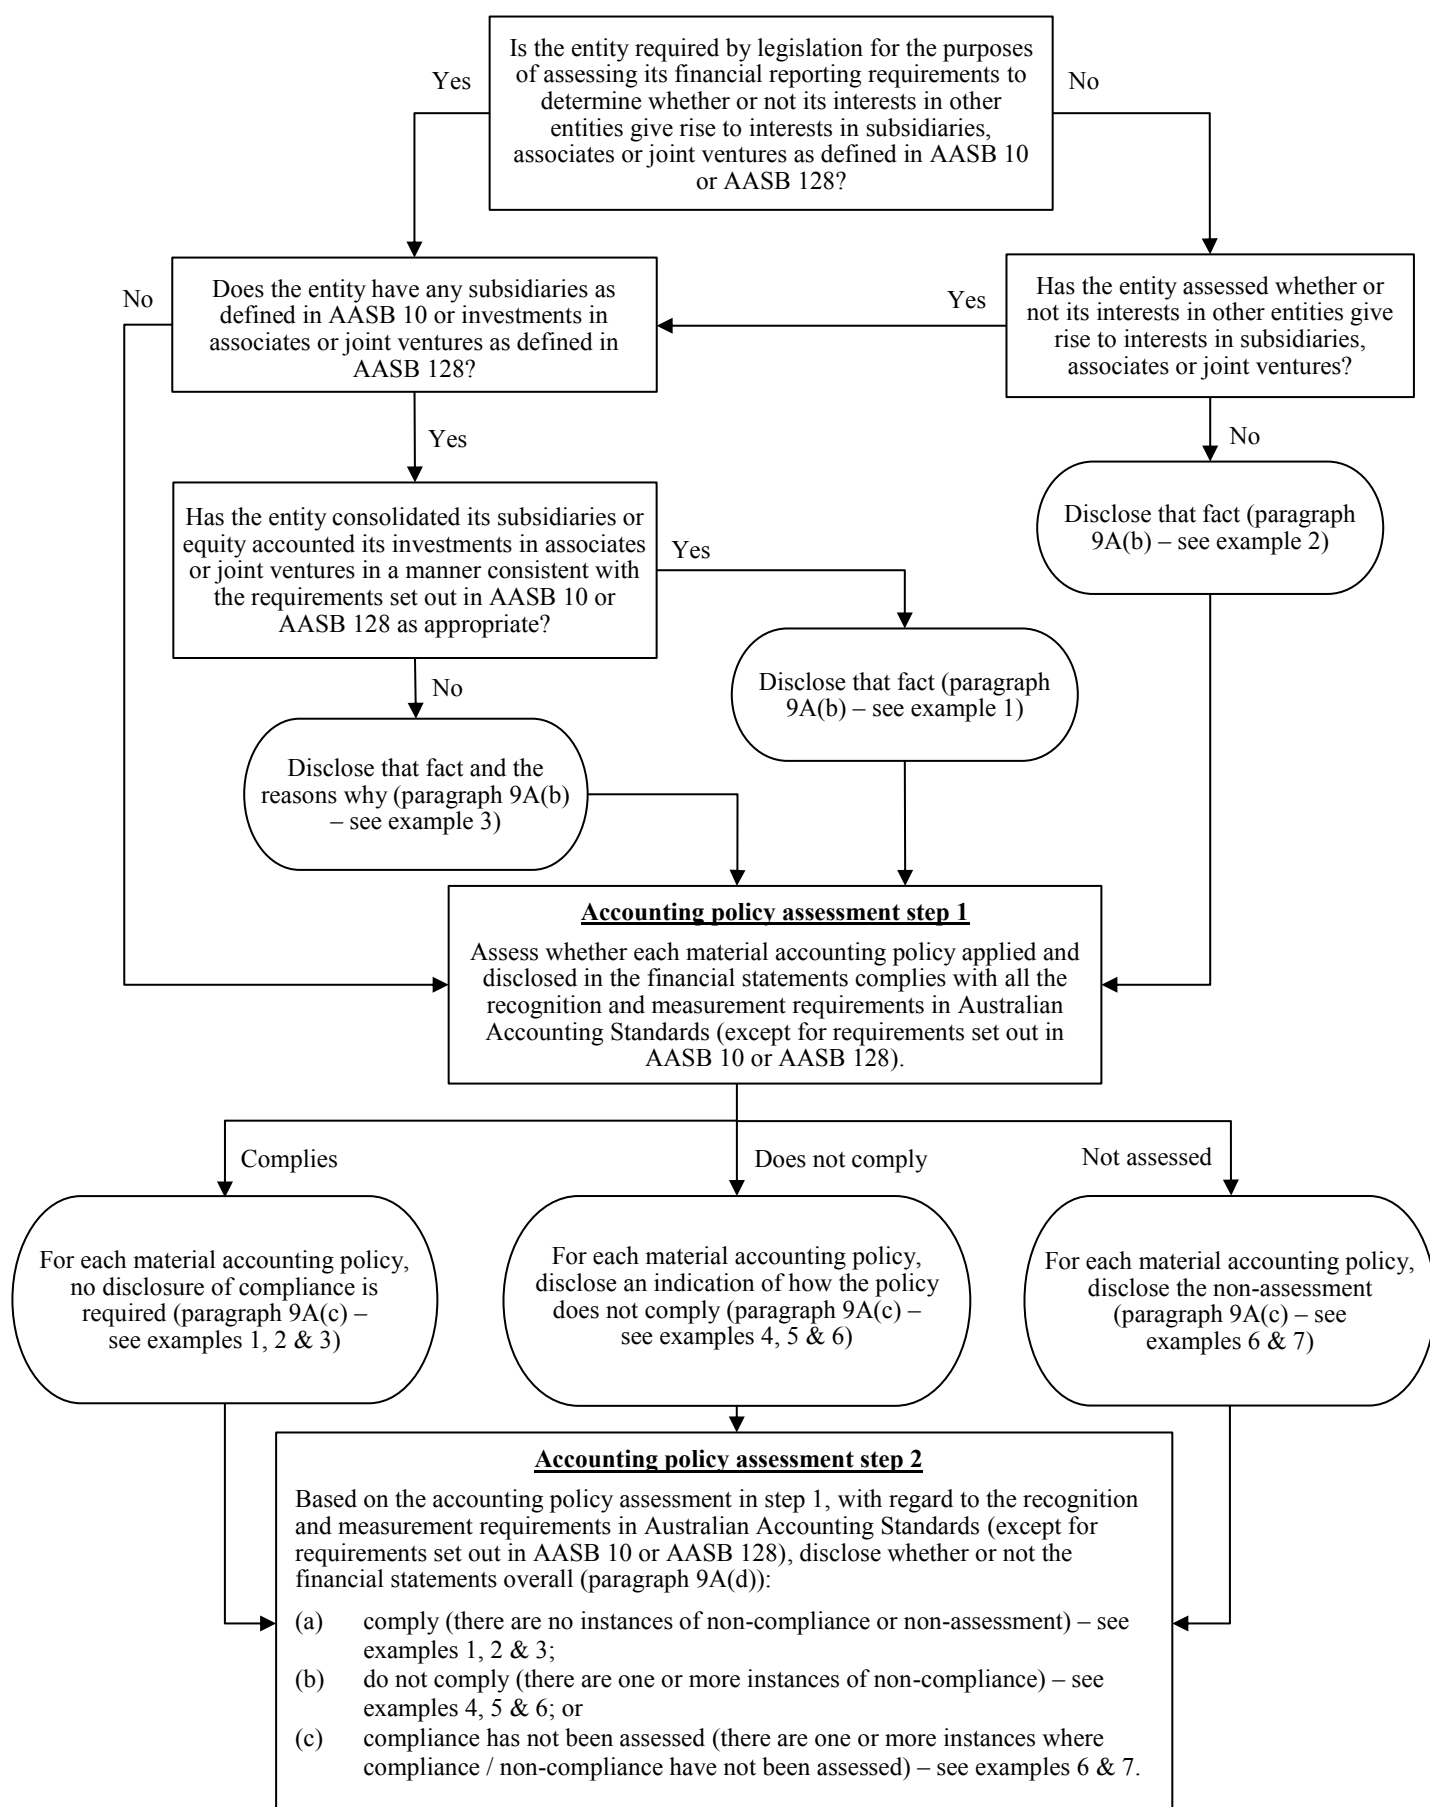 Is the entity required by legislation for the purposes
of assessing its financial reporting requirements to
determine whether or not its interests in other
entities give rise to interests in subsidiaries,
associates or joint ventures as defined in AASB 10
or AASB 128?
Yes
No
Does the entity have any subsidiaries as
defined in AASB 10 or investments in
associates or joint ventures as defined in
AASB 128?
No
Yes
Has the entity assessed whether or
not its interests in other entities give
rise to interests in subsidiaries,
associates or joint ventures?
Yes
No
Has the entity consolidated its subsidiaries or
equity accounted its investments in associates
or joint ventures in a manner consistent with
the requirements set out in AASB 10 or
AASB 128 as appropriate?
Yes
Disclose that fact (paragraph
9A(b) – see example 2)
No
Disclose that fact (paragraph
9A(b) – see example 1)
Disclose that fact and the
reasons why (paragraph 9A(b)
– see example 3)
Accounting policy assessment step 1
Assess whether each material accounting policy applied and
disclosed in the financial statements complies with all the
recognition and measurement requirements in Australian
Accounting Standards (except for requirements set out in
AASB 10 or AASB 128).
Complies
Does not comply
Not assessed
For each material accounting policy,
no disclosure of compliance is
required (paragraph 9A(c) –
see examples 1, 2 & 3)
For each material accounting policy,
disclose an indication of how the policy
does not comply (paragraph 9A(c) –
see examples 4, 5 & 6)
For each material accounting policy,
disclose the non-assessment
(paragraph 9A(c) – see
examples 6 & 7)
Accounting policy assessment step 2
Based on the accounting policy assessment in step 1, with regard to the recognition
and measurement requirements in Australian Accounting Standards (except for
requirements set out in AASB 10 or AASB 128), disclose whether or not the
financial statements overall (paragraph 9A(d)):
(a) comply (there are no instances of non-compliance or non-assessment) – see
examples 1, 2 & 3;
(b) do not comply (there are one or more instances of non-compliance) – see
examples 4, 5 & 6; or
(c) compliance has not been assessed (there are one or more instances where
compliance / non-compliance have not been assessed) – see examples 6 & 7.